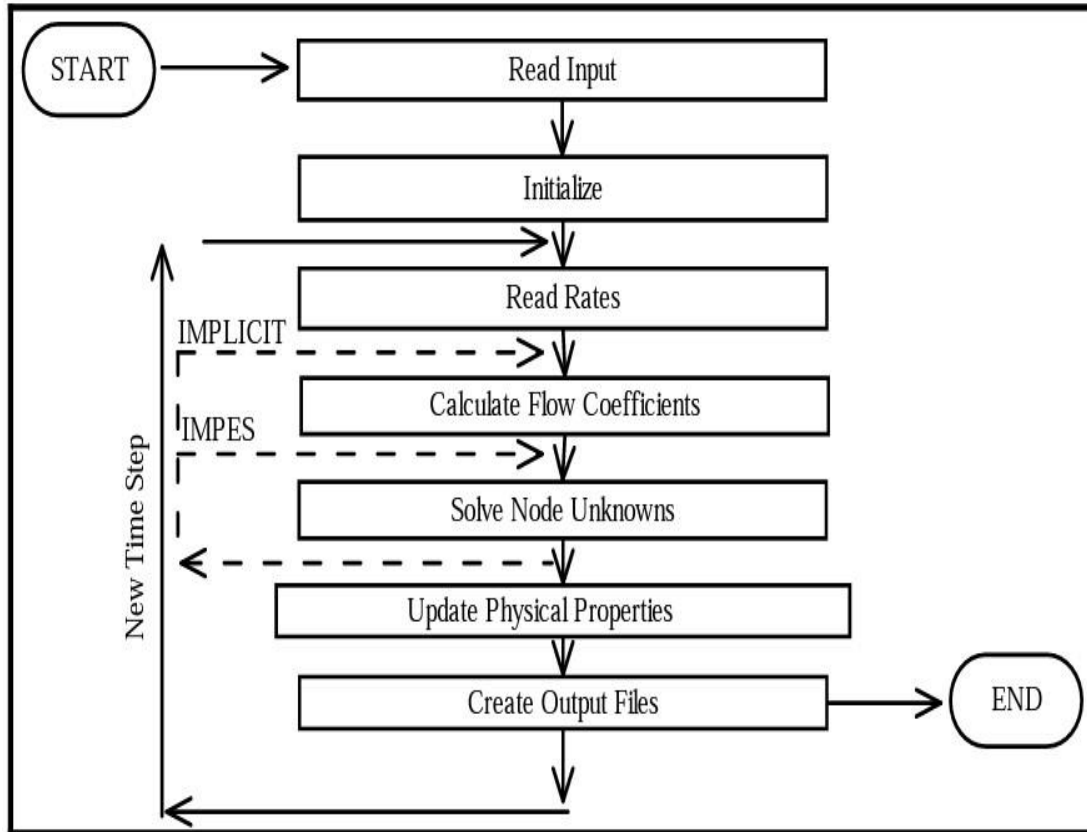 START
Read Input
Initialize
Read Rates
IMPLICIT
Calculate Flow Coefficients
IMPES
Solve Node Unknowns
New Time Step
Update Physical Properties
Create Output Files
END